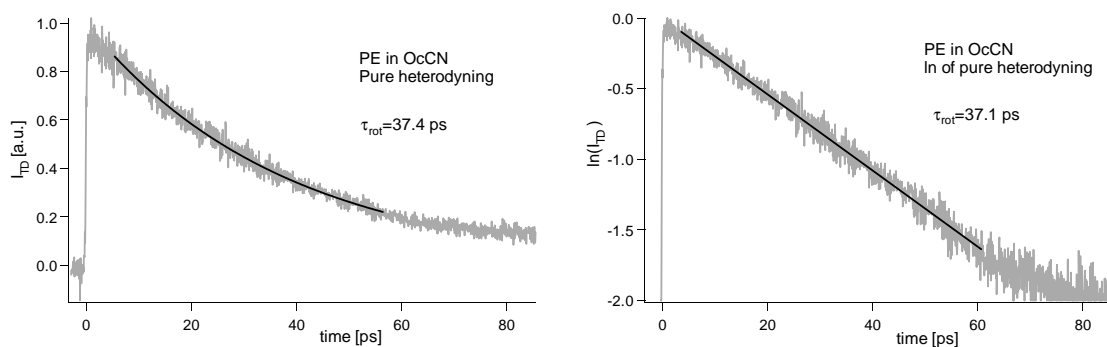 1.0
0.8
0.6
0.4
0.2
0.0
I_TD [a.u.]
PE in OcCN
Pure heterodyning
τ_rot=37.4 ps
0
20
40
60
80
time [ps]
0.0
-0.5
-1.0
-1.5
-2.0
ln(I_TD )
PE in OcCN
ln of pure heterodyning
τ_rot=37.1 ps
0
20
40
60
80
time [ps]